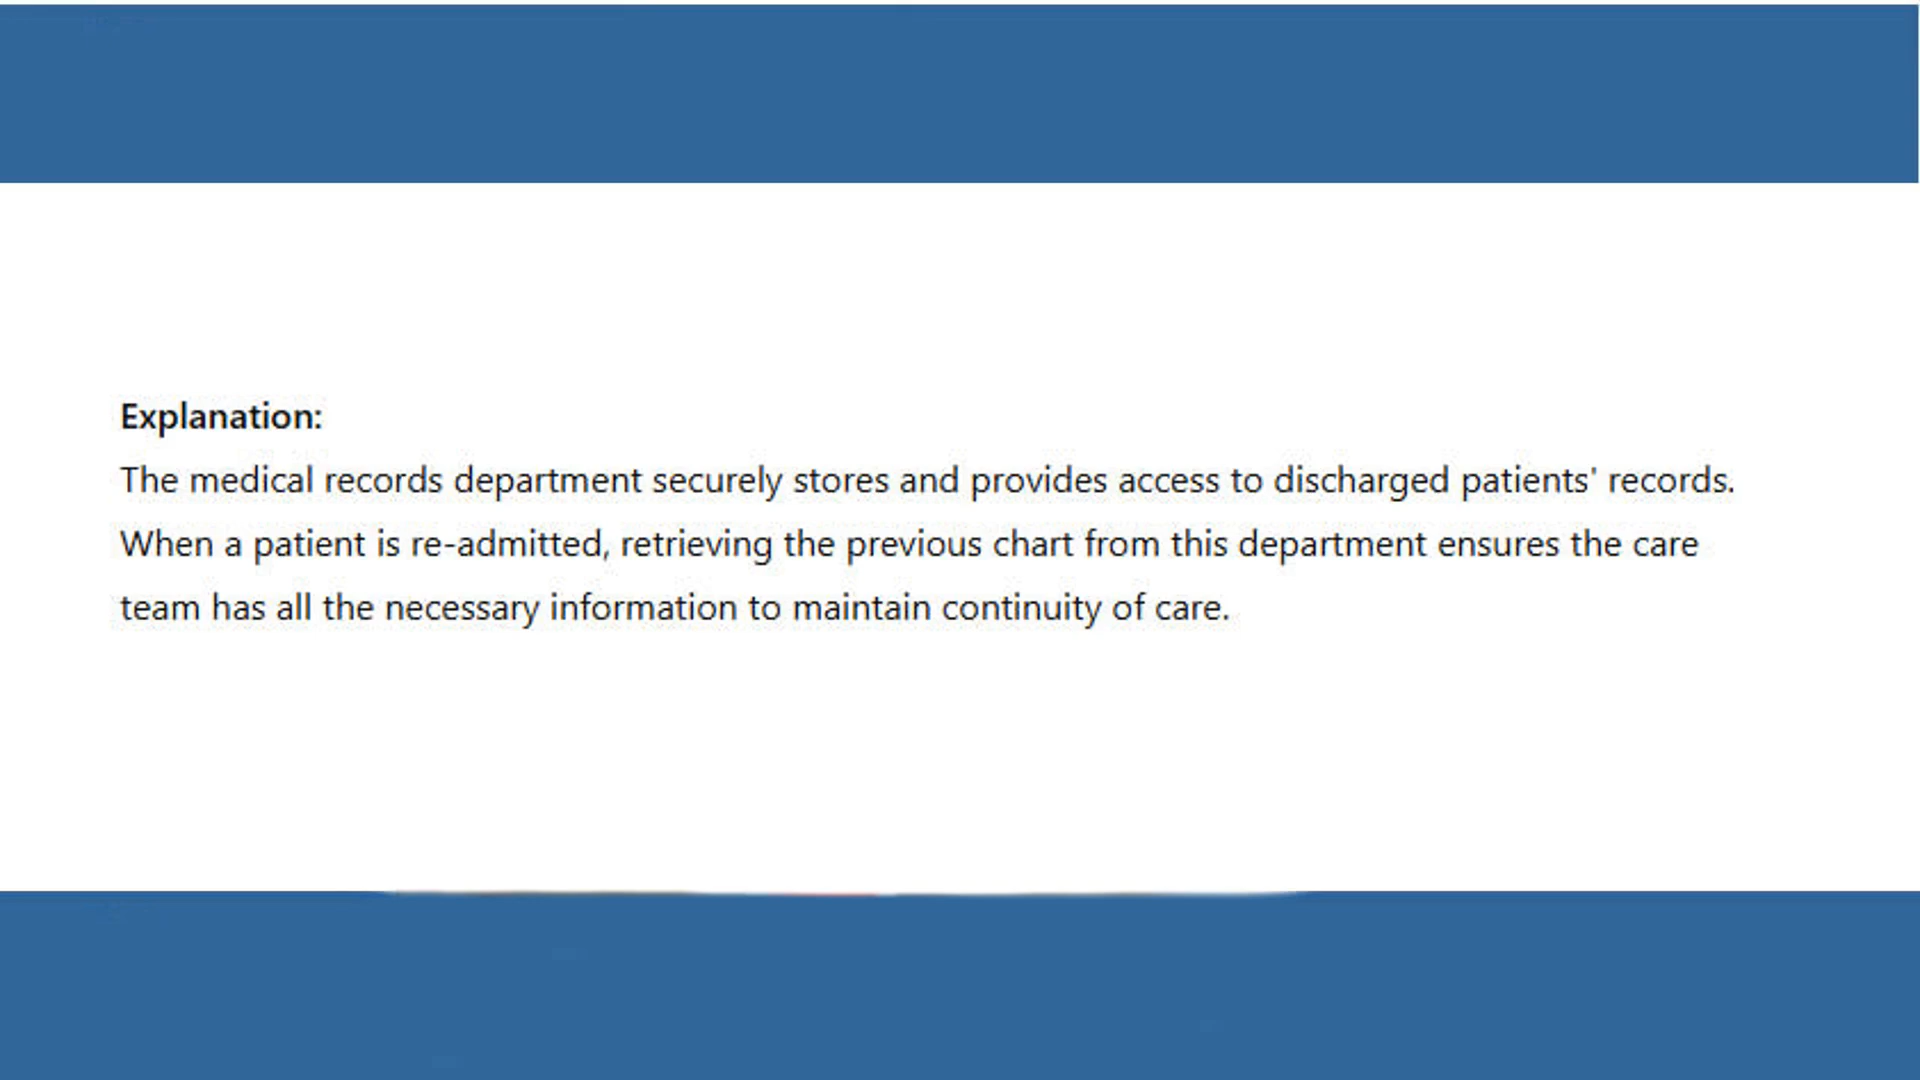 Explanation:
The medical records department securely stores and provides access to discharged patients' records.
When a patient is re-admitted, retrieving the previous chart from this department ensures the care
team has all the necessary information to maintain continuity of care.